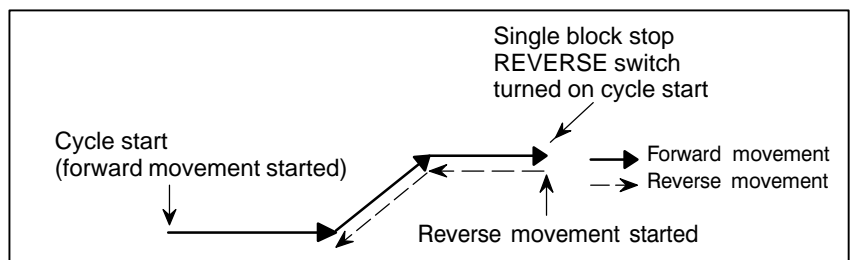 Single block stop
REVERSE switch
turned on cycle start
Cycle start
(forward movement started)
Forward movement
Reverse movement
Reverse movement started